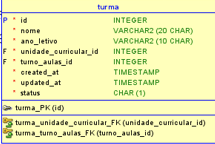 turma
P * id INTEGER
* nome VARCHAR2 (20 CHAR)
* ano_letivo VARCHAR2 (10 CHAR)
F * unidade_curricular_id INTEGER
F * turno_aulas_id INTEGER
* created_at TIMESTAMP
* updated_at TIMESTAMP
* status CHAR (1)
turma_PK (id)
turma_unidade_curricular_FK (unidade_curricular_id)
turma_turno_aulas_FK (turno_aulas_id)